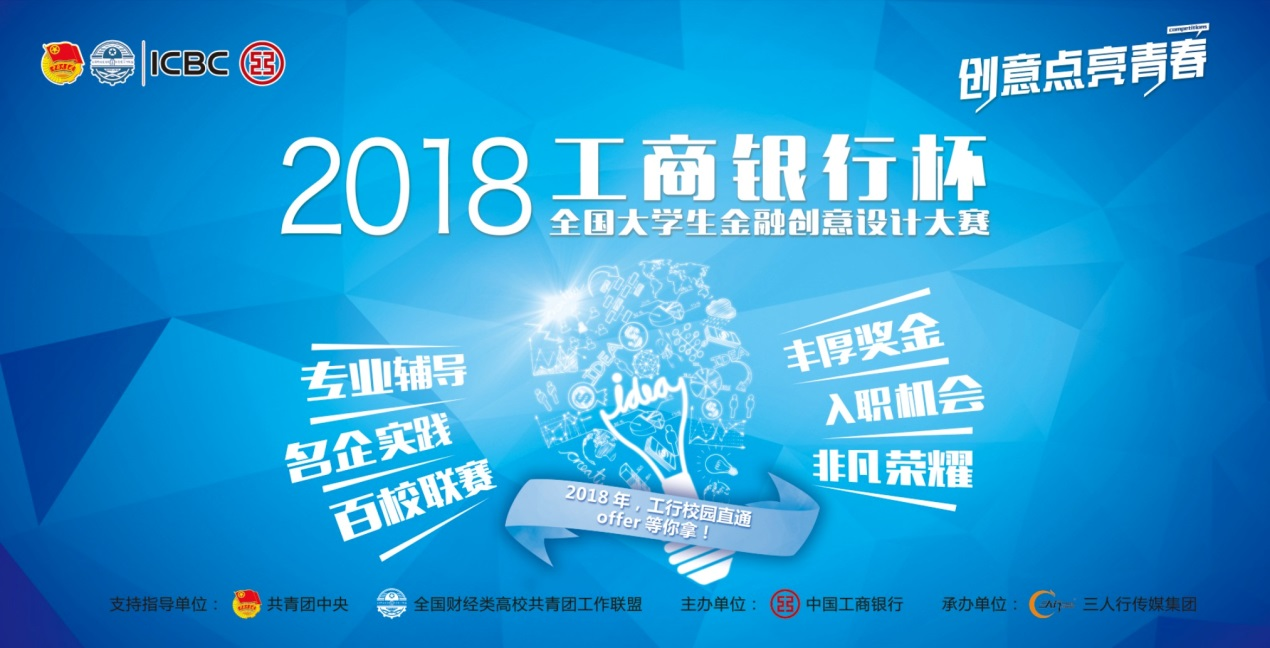 ICBC
competitions
创意点亮青春
2018
工商银行杯
全国大学生金融创意设计大赛
专业辅导
名企实践
百校联赛
丰厚奖金
入职机会
非凡荣耀
idea
2018 年，工行校园直通
offer 等你拿！
支持指导单位： 共青团中央 全国财经类高校共青团工作联盟 主办单位： 中国工商银行 承办单位： 三人行传媒集团